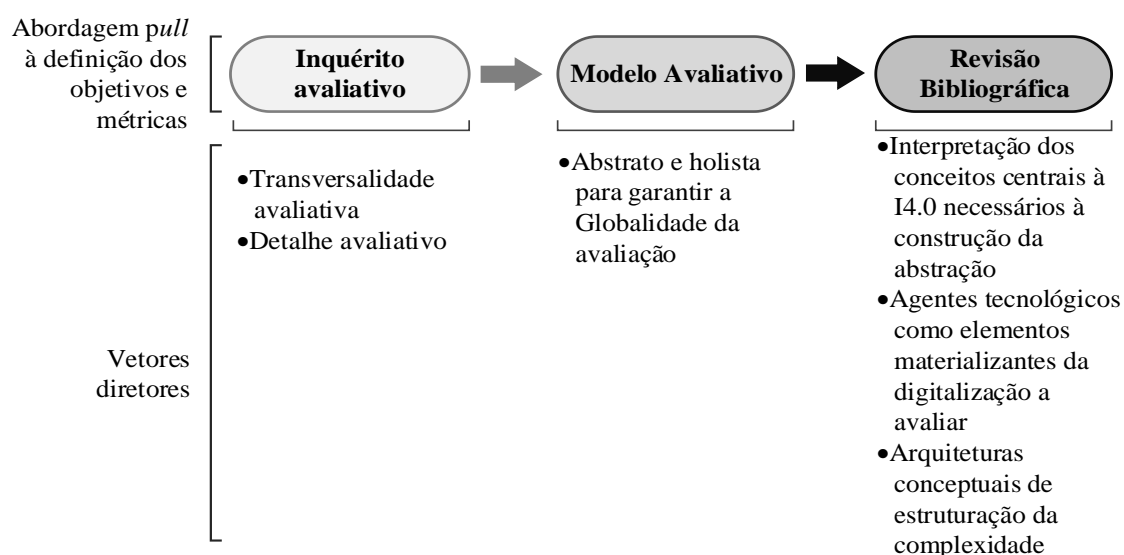 Abordagem pull
à definição dos
objetivos e
métricas
Inquérito
avaliativo
Modelo Avaliativo
Revisão
Bibliográfica
Vetores
diretores
•Transversalidade
avaliativa
•Detalhe avaliativo
•Abstrato e holista
para garantir a
Globalidade da
avaliação
•Interpretação dos
conceitos centrais à
I4.0 necessários à
construção da
abstração
•Agentes tecnológicos
como elementos
materializantes da
digitalização a
avaliar
•Arquiteturas
conceptuais de
estruturação da
complexidade